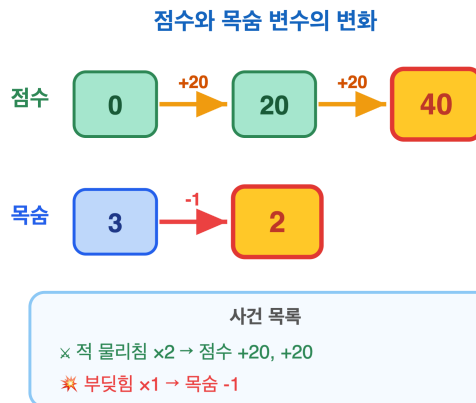 점수와 목숨 변수의 변화
+20 +20
점수 0 20 40
-1
목숨 3 2
사건 목록
⚔ 적 물리침 ×2 → 점수 +20, +20
💥 부딪힘 ×1 → 목숨 -1